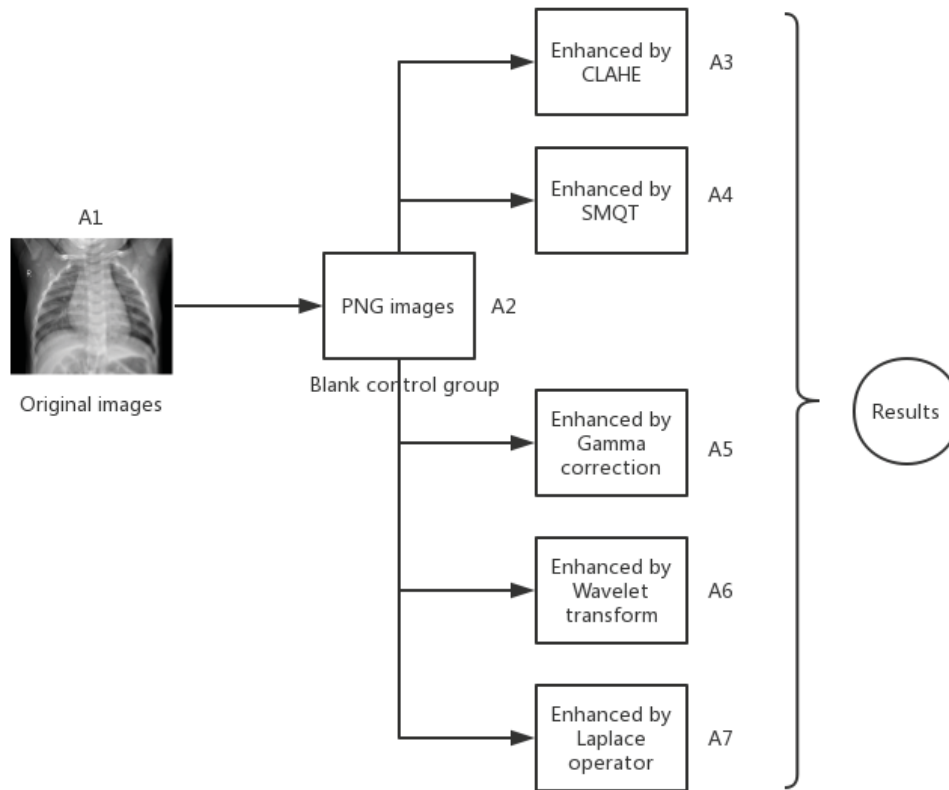 A1
Original images
PNG images
A2
Blank control group
Enhanced by
CLAHE
A3
Enhanced by
SMQT
A4
Enhanced by
Gamma
correction
A5
Enhanced by
Wavelet
transform
A6
Enhanced by
Laplace
operator
A7
Results